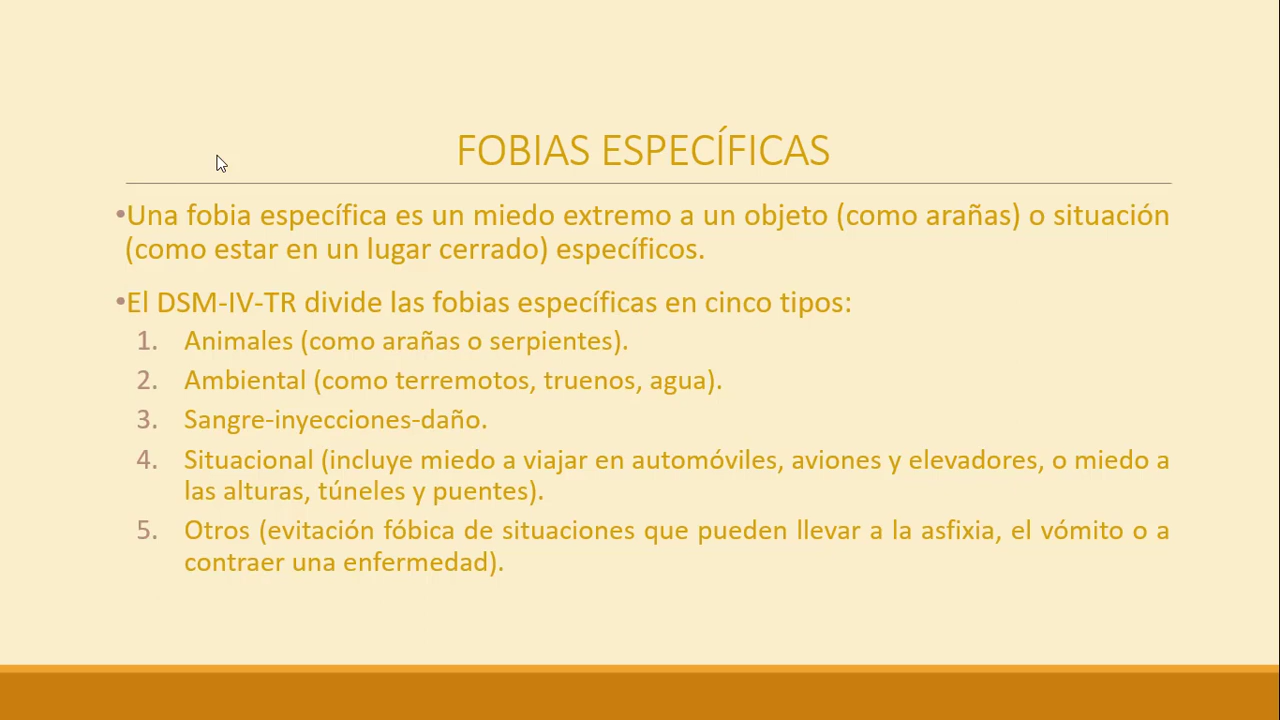 FOBIAS ESPECÍFICAS
•Una fobia específica es un miedo extremo a un objeto (como arañas) o situación
(como estar en un lugar cerrado) específicos.
•El DSM-IV-TR divide las fobias específicas en cinco tipos:
1. Animales (como arañas o serpientes).
2. Ambiental (como terremotos, truenos, agua).
3. Sangre-inyecciones-daño.
4. Situacional (incluye miedo a viajar en automóviles, aviones y elevadores, o miedo a
las alturas, túneles y puentes).
5. Otros (evitación fóbica de situaciones que pueden llevar a la asfixia, el vómito o a
contraer una enfermedad).